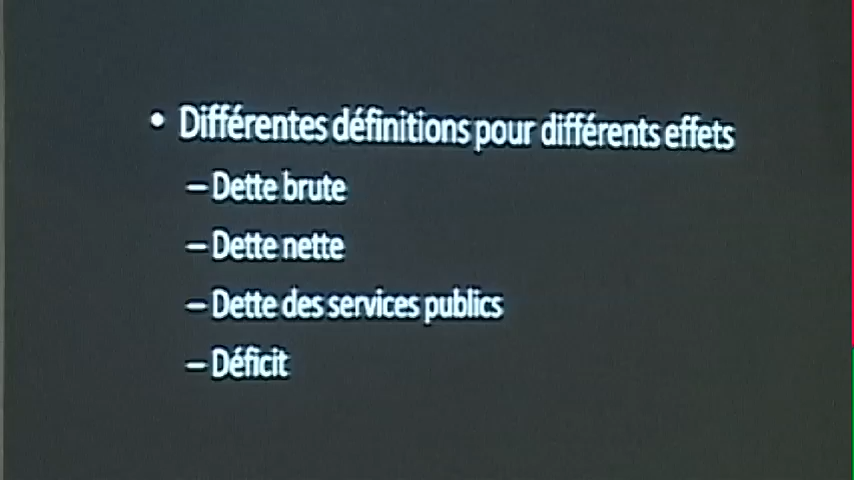 • Différentes définitions pour différents effets
– Dette brute
– Dette nette
– Dette des services publics
– Déficit